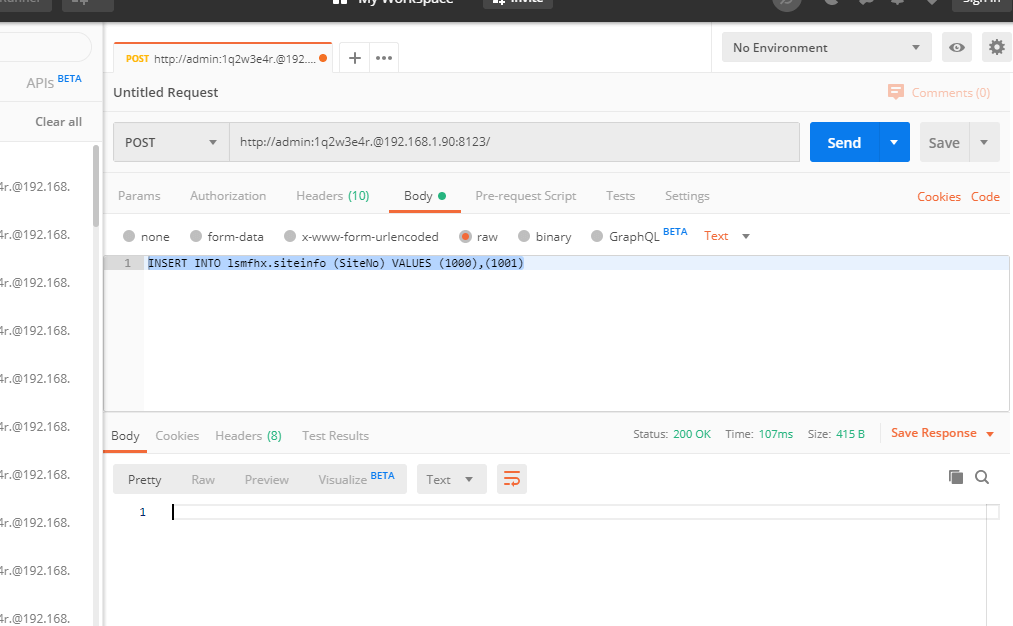 My Workspace Invite
No Environment
POST http://admin:1q2w3e4r.@192....
APIs BETA
Untitled Request
Comments (0)
Clear all
POST http://admin:1q2w3e4r.@192.168.1.90:8123/ Send Save
4r.@192.168.
Params Authorization Headers (10) Body Pre-request Script Tests Settings Cookies Code
4r.@192.168.
none form-data x-www-form-urlencoded raw binary GraphQL BETA Text
1 INSERT INTO lsmfhx.siteinfo (SiteNo) VALUES (1000),(1001)
4r.@192.168.
4r.@192.168.
4r.@192.168.
4r.@192.168.
Body Cookies Headers (8) Test Results Status: 200 OK Time: 107ms Size: 415 B Save Response
4r.@192.168.
Pretty Raw Preview Visualize BETA Text
1
4r.@192.168.
4r.@192.168.
4r.@192.168.